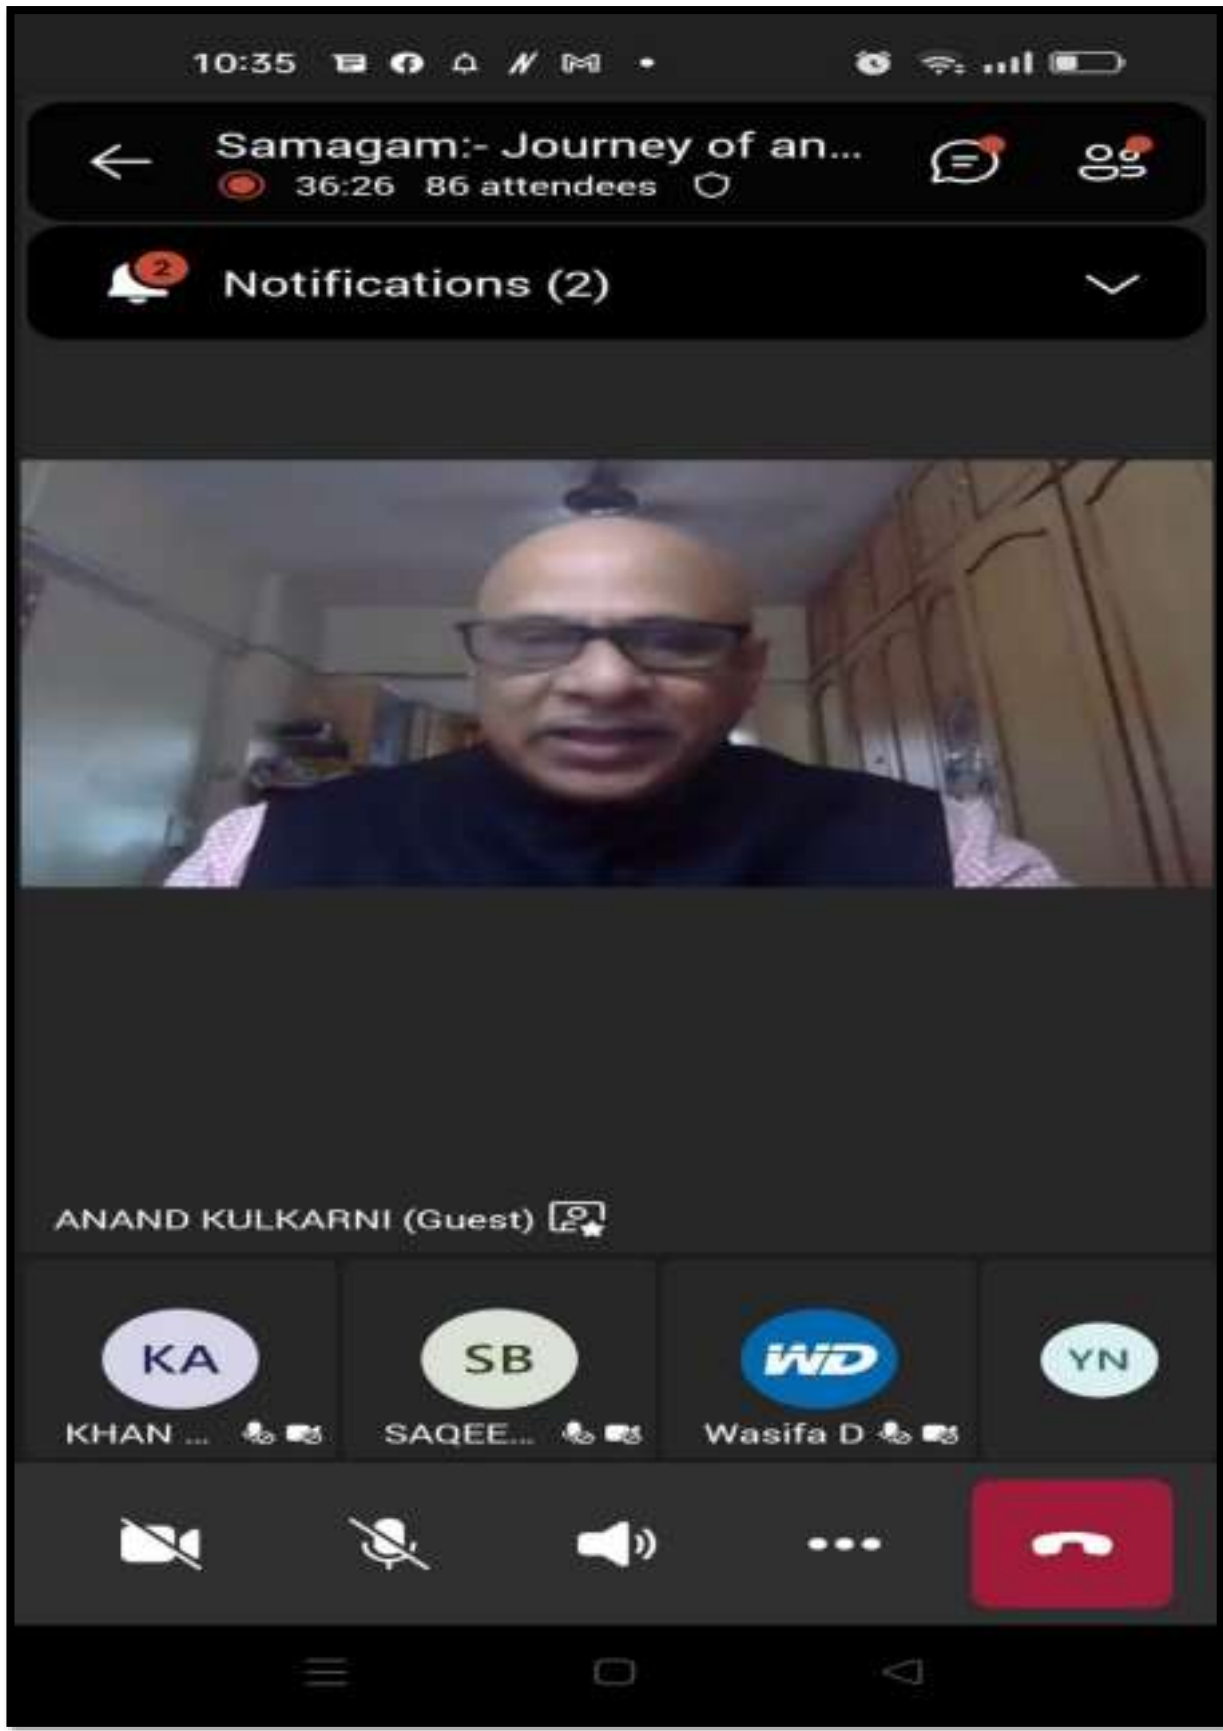 10:35
Samagam:- Journey of an...
36:26 86 attendees
2
Notifications (2)
ANAND KULKARNI (Guest)
KA
SB
WD
YN
KHAN ...
SAQEE...
Wasifa D